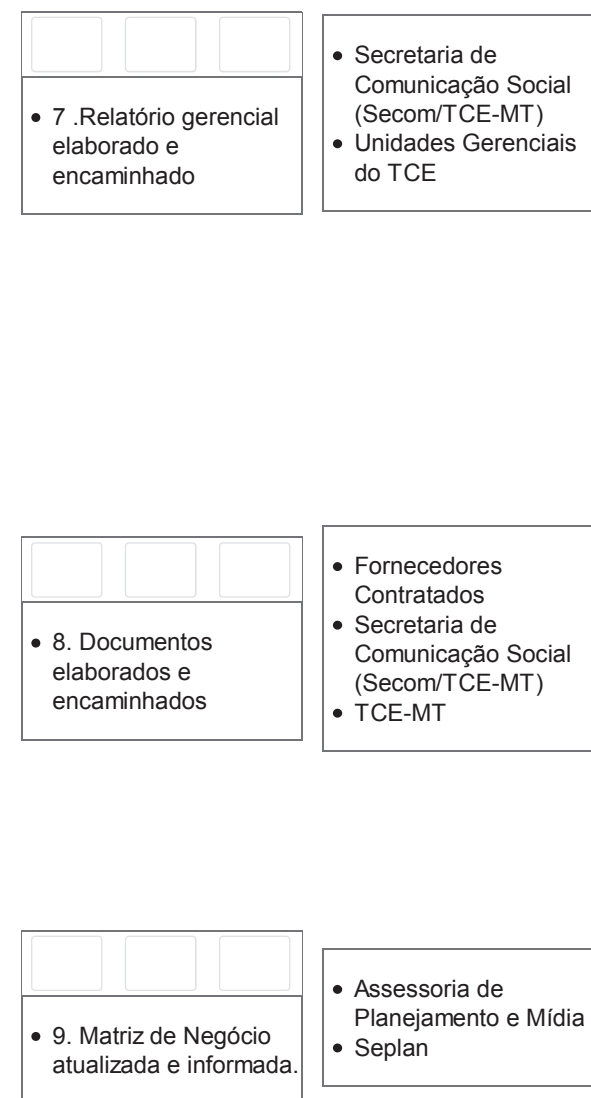 • 7 .Relatório gerencial
elaborado e
encaminhado
• Secretaria de
Comunicação Social
(Secom/TCE-MT)
• Unidades Gerenciais
do TCE
• 8. Documentos
elaborados e
encaminhados
• Fornecedores
Contratados
• Secretaria de
Comunicação Social
(Secom/TCE-MT)
• TCE-MT
• 9. Matriz de Negócio
atualizada e informada.
• Assessoria de
Planejamento e Mídia
• Seplan